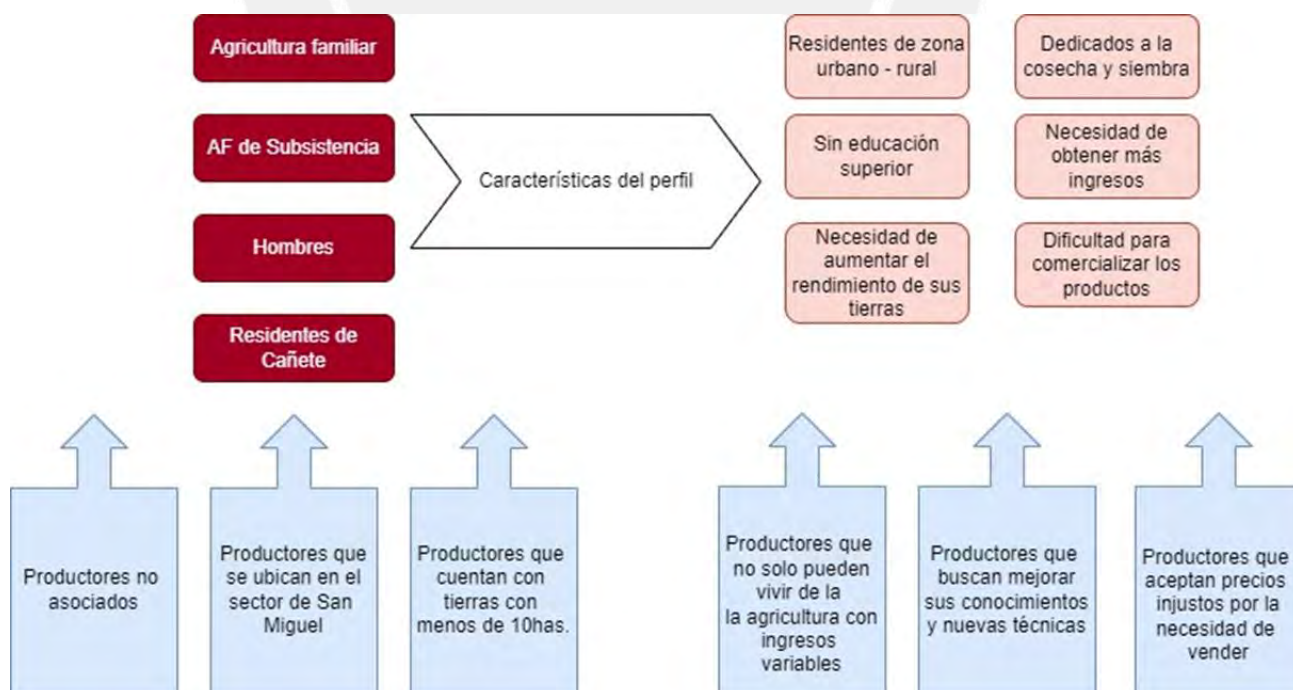 Agricultura familiar
AF de Subsistencia
Hombres
Residentes de
Cañete
Características del perfil
Residentes de zona
urbano - rural
Dedicados a la
cosecha y siembra
Sin educación
superior
Necesidad de
obtener más
ingresos
Necesidad de
aumentar el
rendimiento de sus
tierras
Dificultad para
comercializar los
productos
Productores no
asociados
Productores que
se ubican en el
sector de San
Miguel
Productores que
cuentan con
tierras con
menos de 10has.
Productores que
no solo pueden
vivir de la
la agricultura con
ingresos
variables
Productores que
buscan mejorar
sus conocimientos
y nuevas técnicas
Productores que
aceptan precios
injustos por la
necesidad de
vender